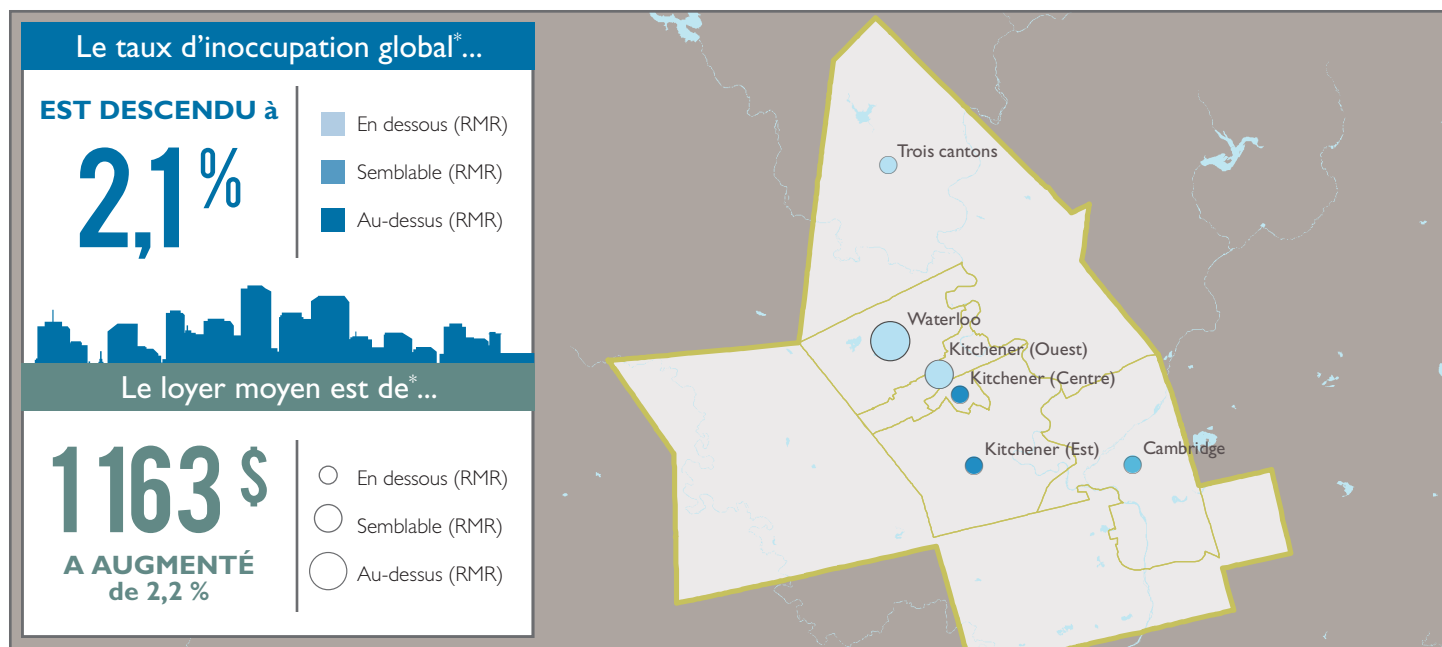 Le taux d'inoccupation global*...
EST DESCENDU à
2,1 %
En dessous (RMR)
Semblable (RMR)
Au-dessus (RMR)
Le loyer moyen est de*...
1 163 $
A AUGMENTÉ
de 2,2 %
En dessous (RMR)
Semblable (RMR)
Au-dessus (RMR)
Trois cantons
Waterloo
Kitchener (Ouest)
Kitchener (Centre)
Kitchener (Est)
Cambridge